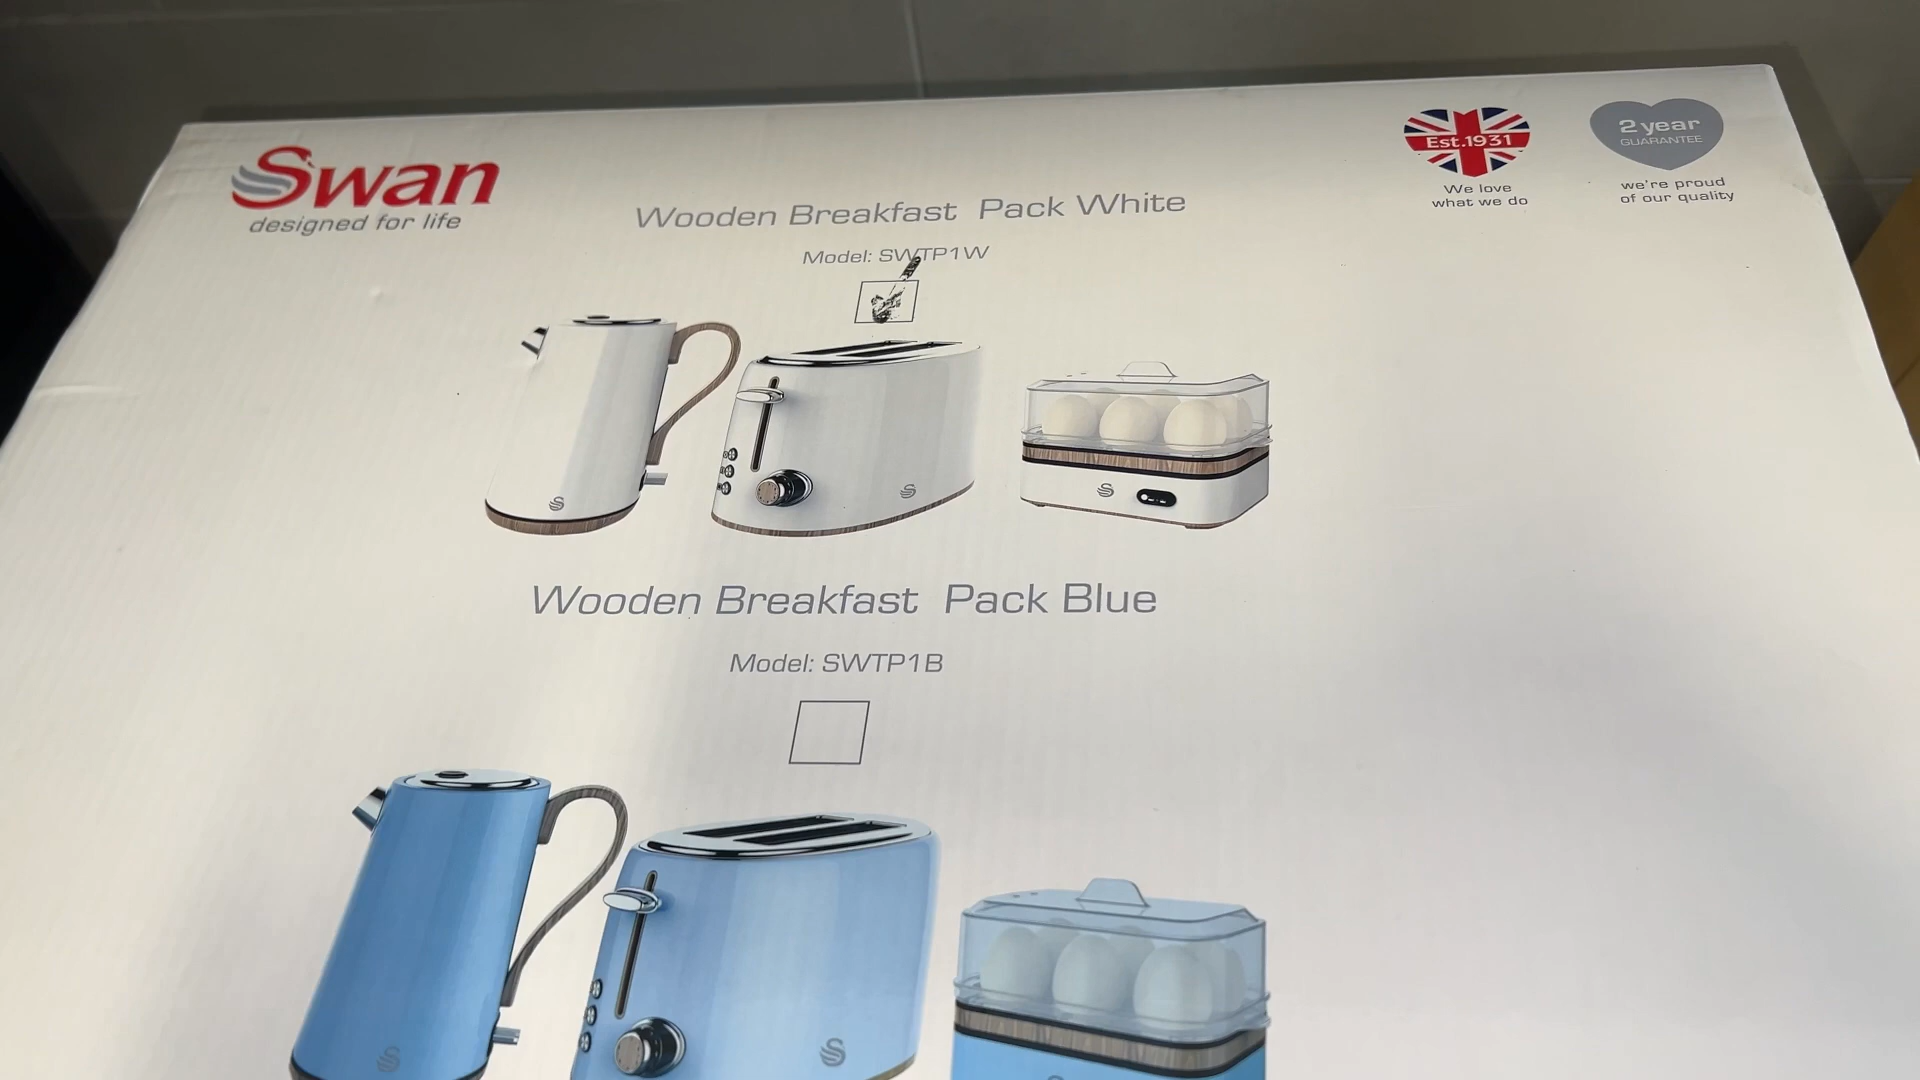 Swan
designed for life
Wooden Breakfast Pack White
Model: SWTP1W
Est.1931
We love
what we do
2 year
GUARANTEE
we're proud
of our quality
Wooden Breakfast Pack Blue
Model: SWTP1B